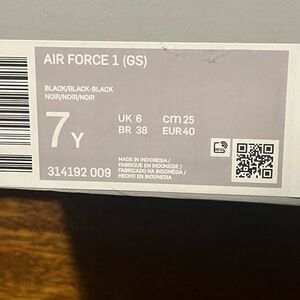 AIR FORCE 1 (GS)
BLACK/BLACK-BLACK
NOIR/NOIR/NOIR
7 Y
UK 6 cm 25
BR 38 EUR 40
314192 009
MADE IN INDONESIA/
FABRIQUÉ EN INDONÉSIE/
FABRICADO NA INDONÉSIA/
HECHO EN INDONESIA